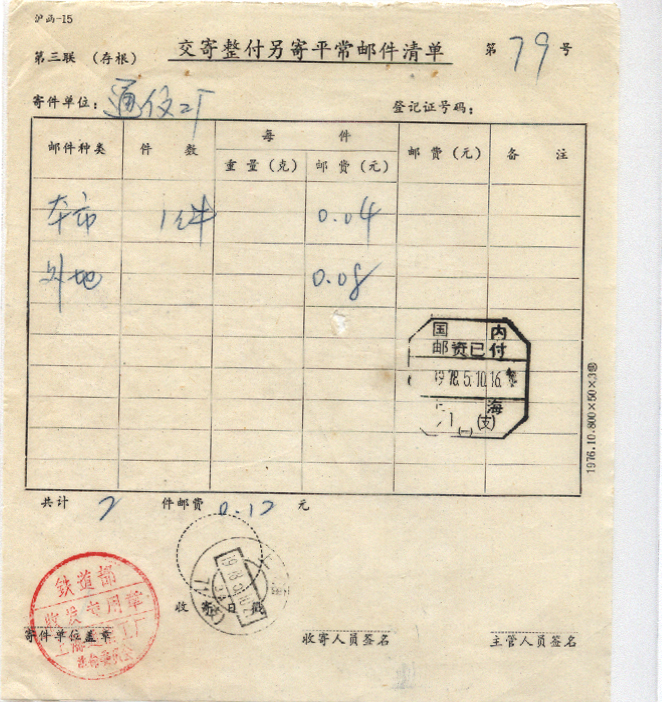 沪函-15
第三联 (存根) 交寄整付另寄平常邮件清单 第 79 号
寄件单位: 通信工厂 登记证号码:
邮件种类 件 数 每 件 邮费(元) 备 注
重量(克) 邮费(元)
本市 1件 0.04
外地 0.08
国 内
邮资已付
1978.5.10.16
海
(支)
(一)
1976.10.800×50×3
共计 2 件邮费 0.12 元
铁道部
收发专用章
收寄日戳
寄件单位盖章 收寄人员签名 主管人员签名